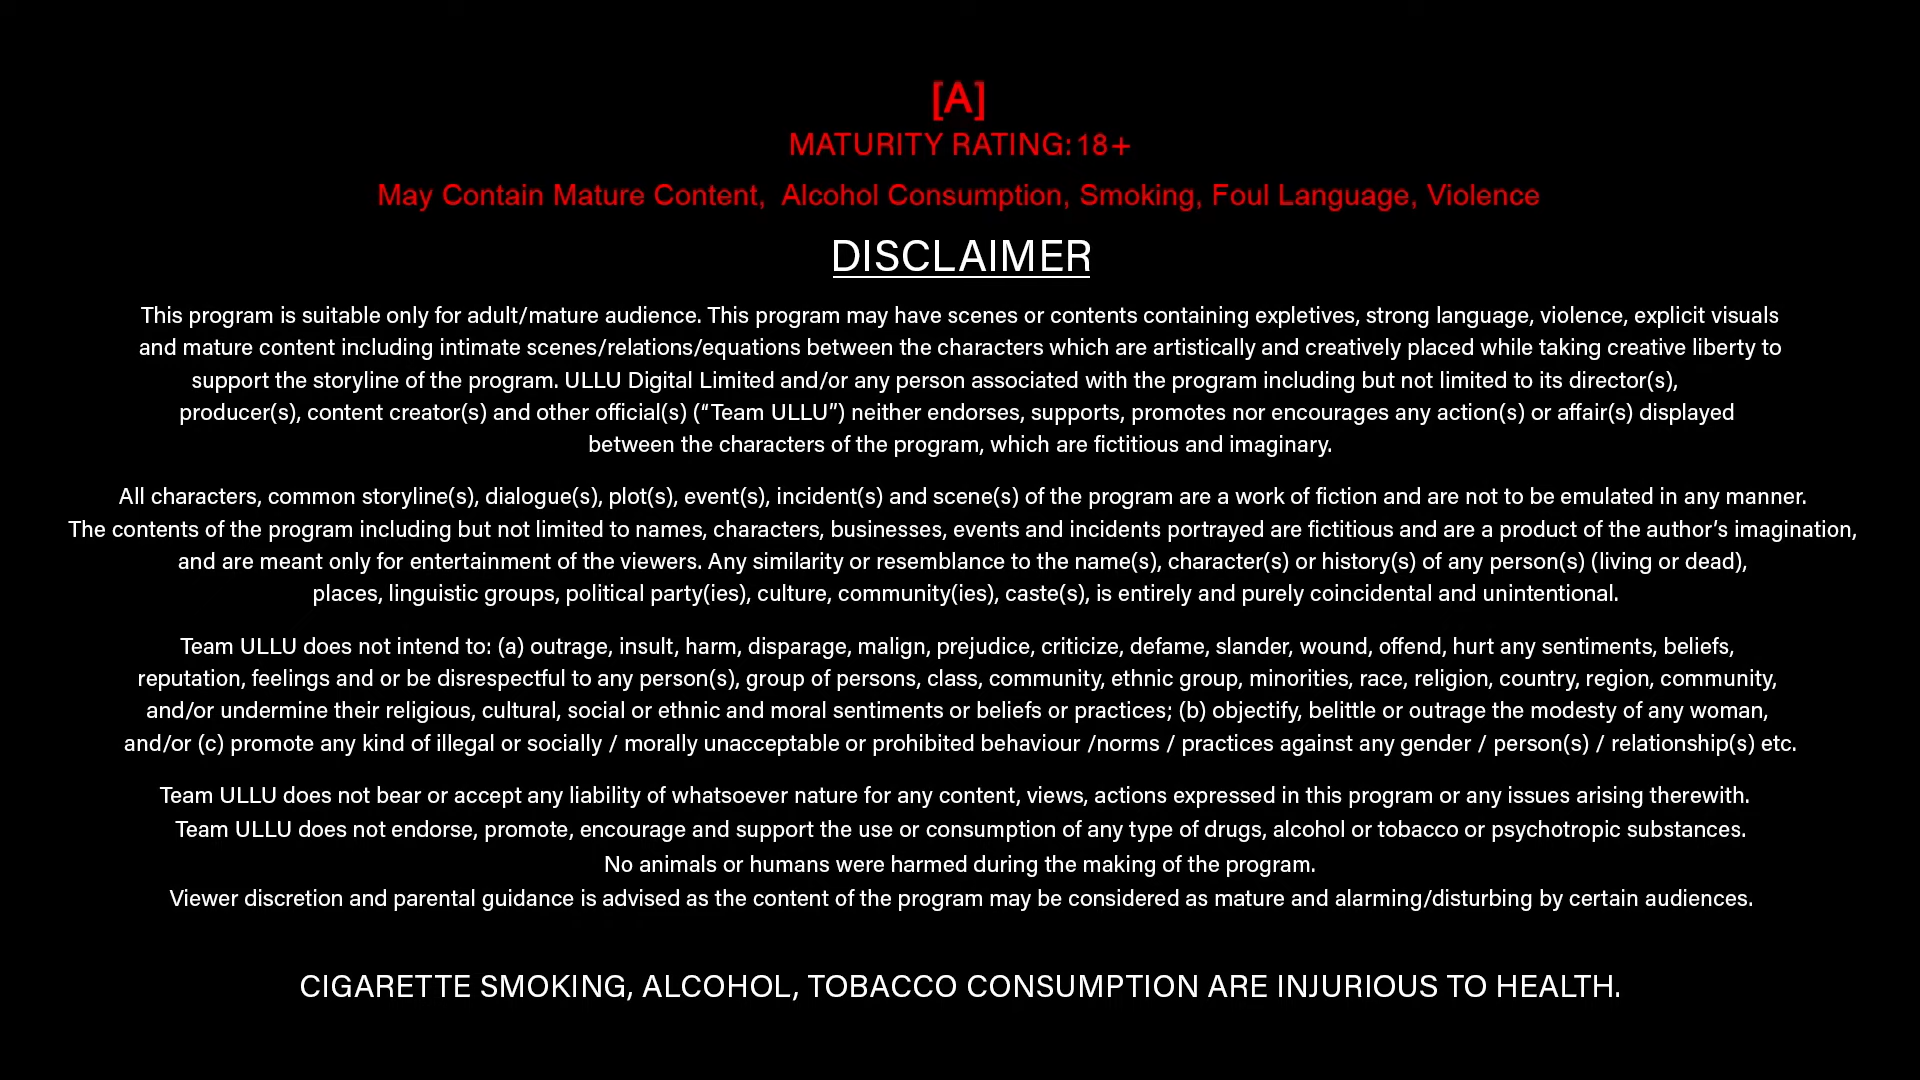 [A]
MATURITY RATING:18+
May Contain Mature Content, Alcohol Consumption, Smoking, Foul Language, Violence
DISCLAIMER
This program is suitable only for adult/mature audience. This program may have scenes or contents containing expletives, strong language, violence, explicit visuals
and mature content including intimate scenes/relations/equations between the characters which are artistically and creatively placed while taking creative liberty to
support the storyline of the program. ULLU Digital Limited and/or any person associated with the program including but not limited to its director(s),
producer(s), content creator(s) and other official(s) (“Team ULLU”) neither endorses, supports, promotes nor encourages any action(s) or affair(s) displayed
between the characters of the program, which are fictitious and imaginary.
All characters, common storyline(s), dialogue(s), plot(s), event(s), incident(s) and scene(s) of the program are a work of fiction and are not to be emulated in any manner.
The contents of the program including but not limited to names, characters, businesses, events and incidents portrayed are fictitious and are a product of the author’s imagination,
and are meant only for entertainment of the viewers. Any similarity or resemblance to the name(s), character(s) or history(s) of any person(s) (living or dead),
places, linguistic groups, political party(ies), culture, community(ies), caste(s), is entirely and purely coincidental and unintentional.
Team ULLU does not intend to: (a) outrage, insult, harm, disparage, malign, prejudice, criticize, defame, slander, wound, offend, hurt any sentiments, beliefs,
reputation, feelings and or be disrespectful to any person(s), group of persons, class, community, ethnic group, minorities, race, religion, country, region, community,
and/or undermine their religious, cultural, social or ethnic and moral sentiments or beliefs or practices; (b) objectify, belittle or outrage the modesty of any woman,
and/or (c) promote any kind of illegal or socially / morally unacceptable or prohibited behaviour /norms / practices against any gender / person(s) / relationship(s) etc.
Team ULLU does not bear or accept any liability of whatsoever nature for any content, views, actions expressed in this program or any issues arising therewith.
Team ULLU does not endorse, promote, encourage and support the use or consumption of any type of drugs, alcohol or tobacco or psychotropic substances.
No animals or humans were harmed during the making of the program.
Viewer discretion and parental guidance is advised as the content of the program may be considered as mature and alarming/disturbing by certain audiences.
CIGARETTE SMOKING, ALCOHOL, TOBACCO CONSUMPTION ARE INJURIOUS TO HEALTH.